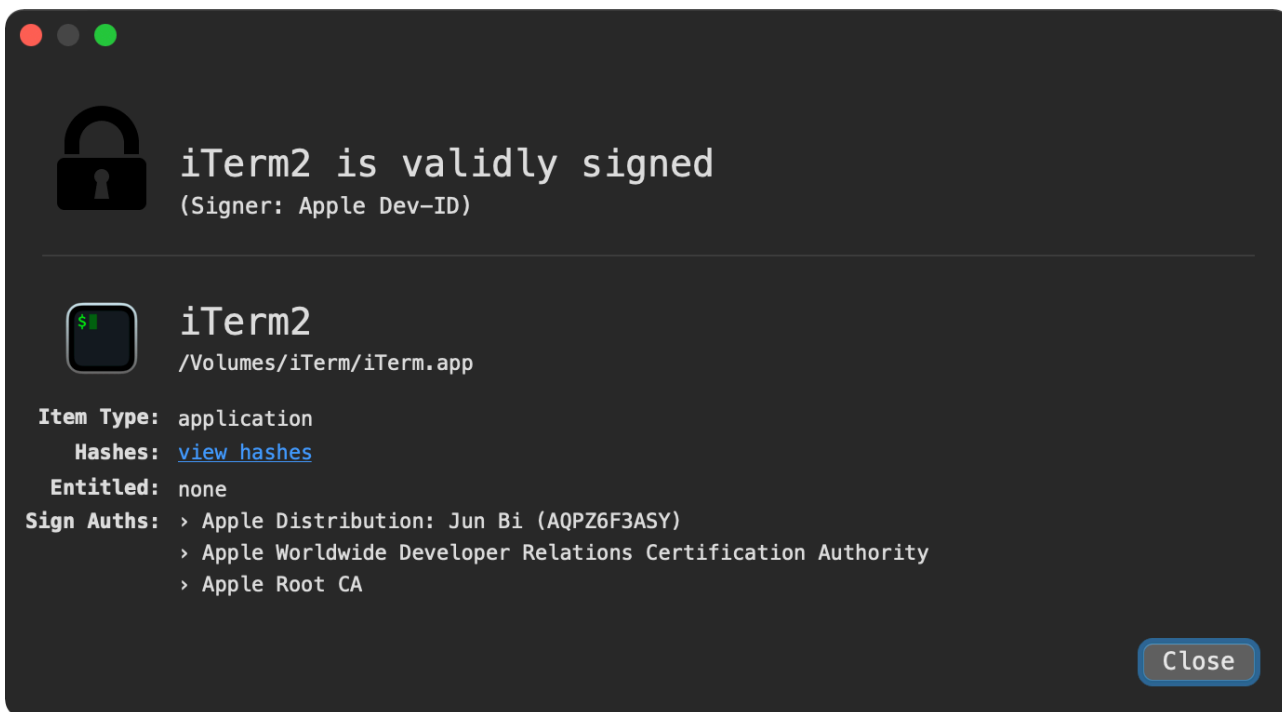 iTerm2 is validly signed
(Signer: Apple Dev-ID)
$
iTerm2
/Volumes/iTerm/iTerm.app
Item Type: application
Hashes: view hashes
Entitled: none
Sign Auths: › Apple Distribution: Jun Bi (AQPZ6F3ASY)
› Apple Worldwide Developer Relations Certification Authority
› Apple Root CA
Close